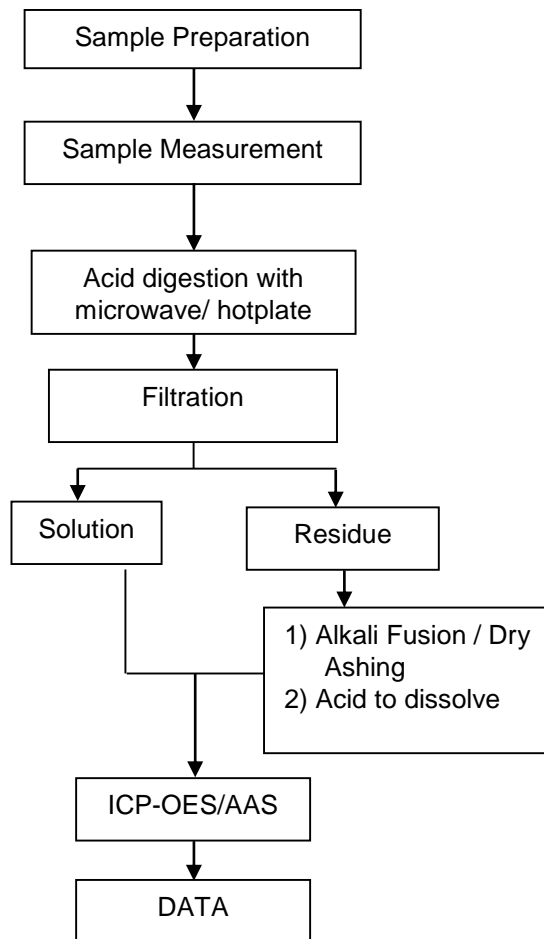 Sample Preparation
Sample Measurement
Acid digestion with
microwave/ hotplate
Filtration
Solution
Residue
1) Alkali Fusion / Dry
Ashing
2) Acid to dissolve
ICP-OES/AAS
DATA